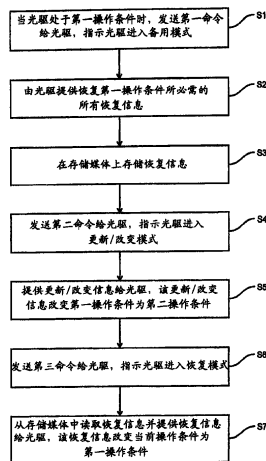 当光驱处于第一操作条件时，发送第一命令
给光驱，指示光驱进入备用模式
S1
由光驱提供恢复第一操作条件所必需的
所有恢复信息
S2
在存储媒体上存储恢复信息
S3
发送第二命令给光驱，指示光驱进入
更新/改变模式
S4
提供更新/改变信息给光驱，该更新/改变
信息改变第一操作条件为第二操作条件
S5
发送第三命令给光驱，指示光驱进入恢复模式
S6
从存储媒体中读取恢复信息并提供恢复信息
给光驱，该恢复信息改变当前操作条件为
第一操作条件
S7